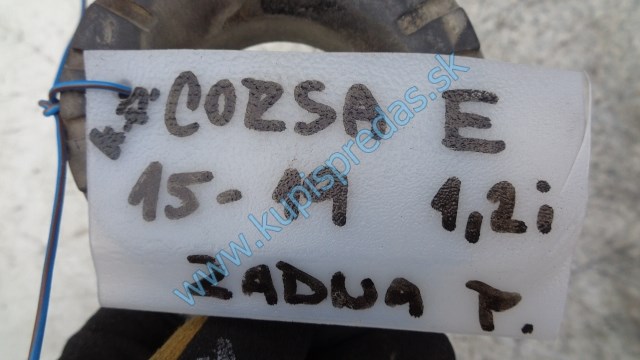 CORSA E
15-19 1,2i
ZADNA P.
www.kupispredas.sk